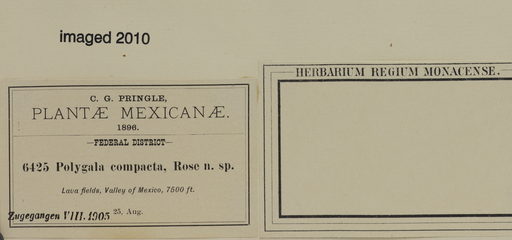 imaged 2010
C. G. PRINGLE,
PLANTÆ MEXICANÆ.
1896.
—FEDERAL DISTRICT—
6425 Polygala compacta, Rose n. sp.
Lava fields, Valley of Mexico, 7500 ft.
25, Aug.
Zugegangen VIII. 1905
HERBARIUM REGIUM MONACENSE.